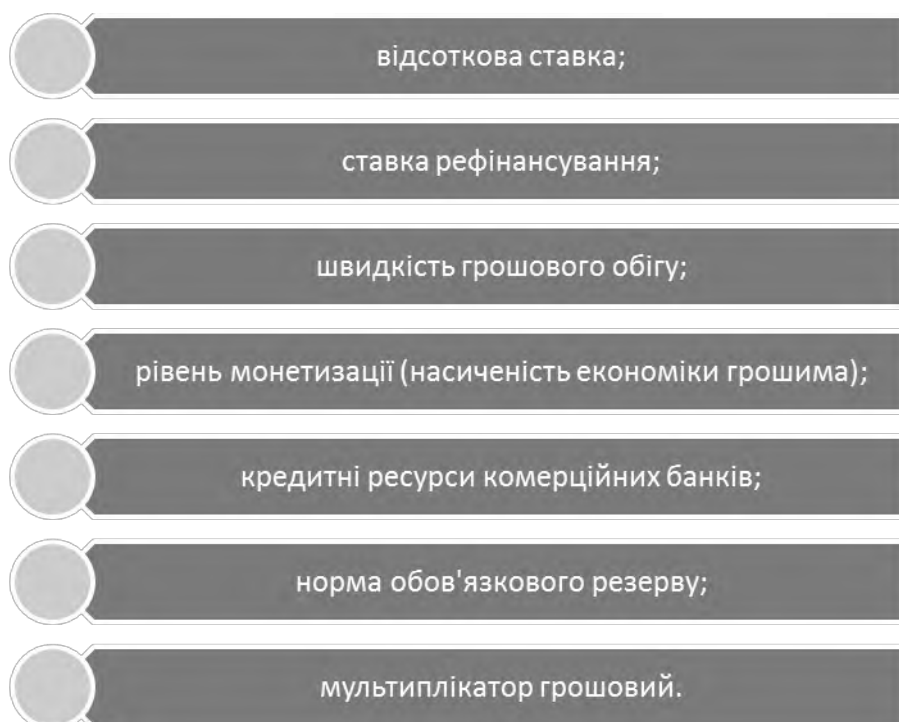 відсоткова ставка;
ставка рефінансування;
швидкість грошового обігу;
рівень монетизації (насиченість економіки грошима);
кредитні ресурси комерційних банків;
норма обов'язкового резерву;
мультиплікатор грошовий.